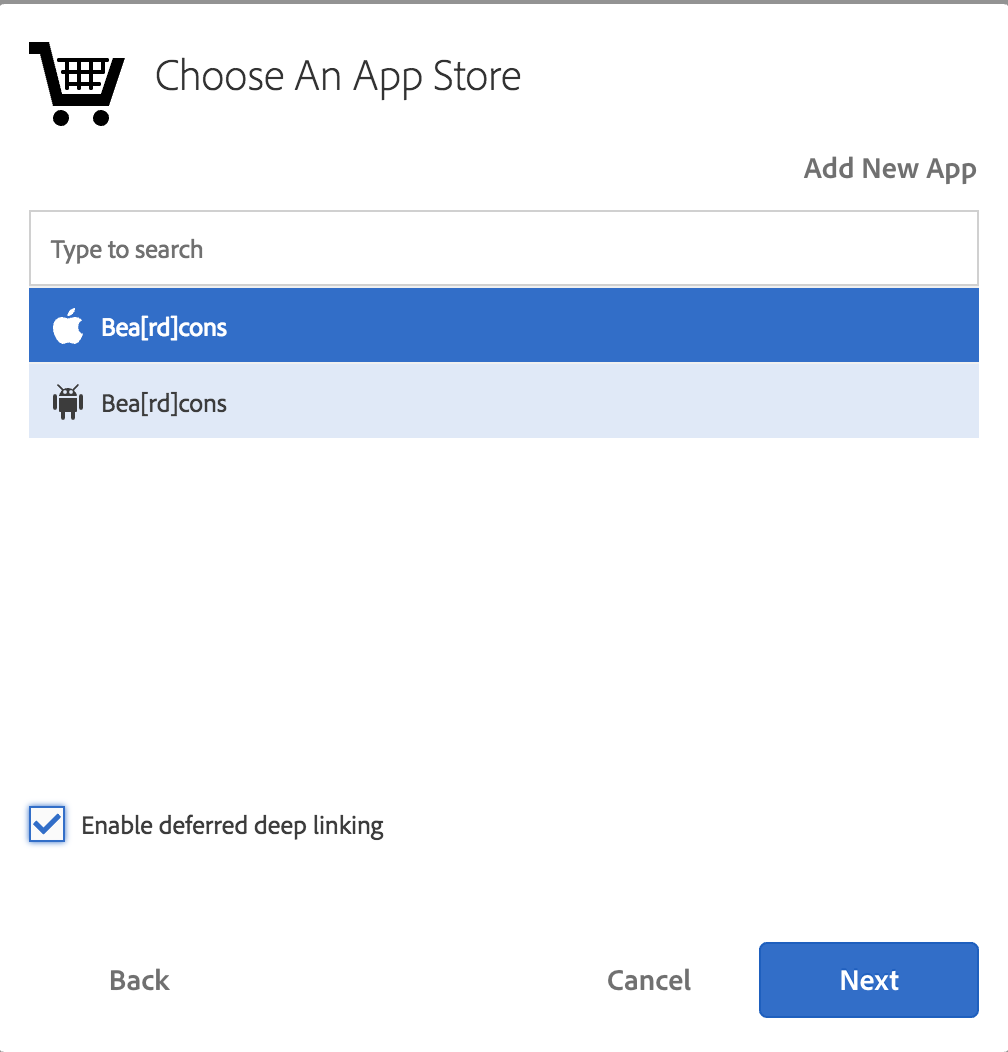 Choose An App Store
Add New App
Type to search
Bea[rd]cons
Bea[rd]cons
Enable deferred deep linking
Back Cancel Next